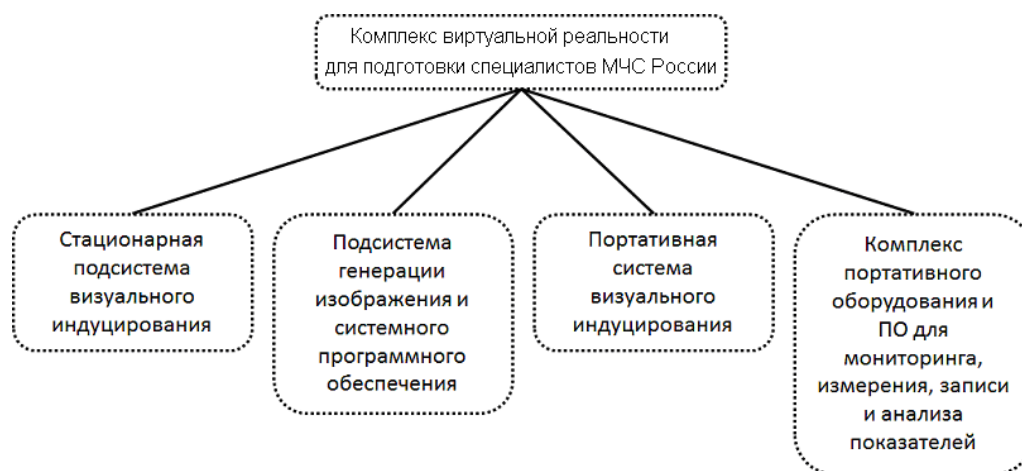 Комплекс виртуальной реальности
для подготовки специалистов МЧС России
Стационарная
подсистема
визуального
индуцирования
Подсистема
генерации
изображения и
системного
программного
обеспечения
Портативная
система
визуального
индуцирования
Комплекс
портативного
оборудования и
ПО для
мониторинга,
измерения, записи
и анализа
показателей